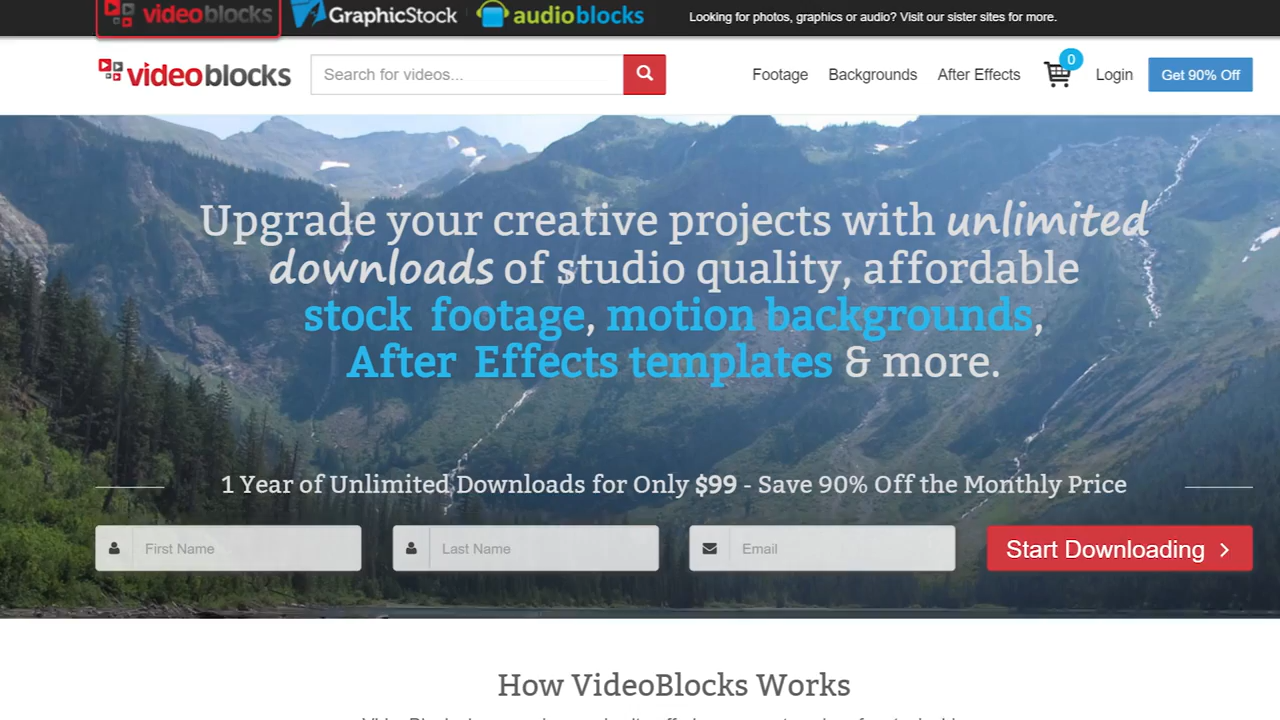 videoblocks GraphicStock audioblocks Looking for photos, graphics or audio? Visit our sister sites for more.
videoblocks Search for videos... Footage Backgrounds After Effects 0 Login Get 90% Off
Upgrade your creative projects with unlimited
downloads of studio quality, affordable
stock footage, motion backgrounds,
After Effects templates & more.
1 Year of Unlimited Downloads for Only $99 - Save 90% Off the Monthly Price
First Name Last Name Email Start Downloading
How VideoBlocks Works